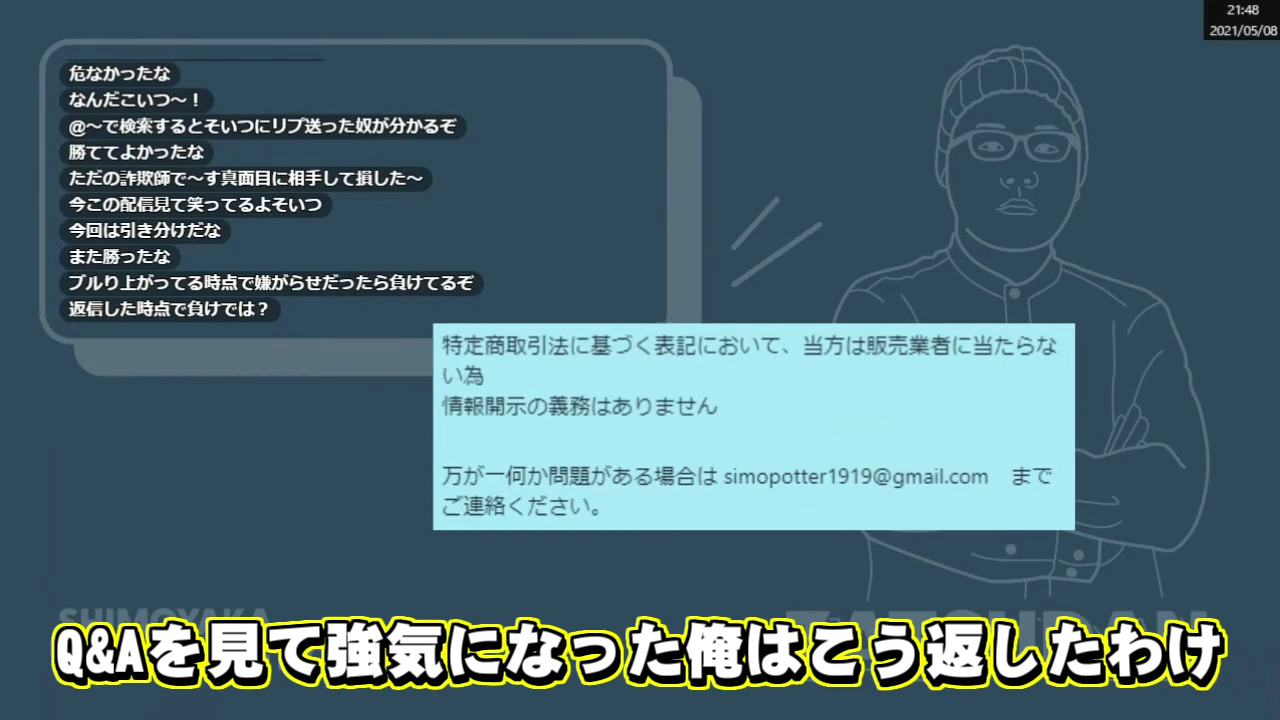 21:48
2021/05/08
危なかったな
なんだこいつ～！
@～で検索するとそいつにリプ送った奴が分かるぞ
勝ててよかったな
ただの詐欺師で～す真面目に相手して損した～
今この配信見て笑ってるよそいつ
今回は引き分けだな
また勝ったな
ブルり上がってる時点で嫌がらせだったら負けてるぞ
返信した時点で負けでは？
特定商取引法に基づく表記において、当方は販売業者に当たらな
い為
情報開示の義務はありません
万が一何か問題がある場合は simopotter1919@gmail.com　まで
ご連絡ください。
SHIMOYAKA
Q&Aを見て強気になった俺はこう返したわけ